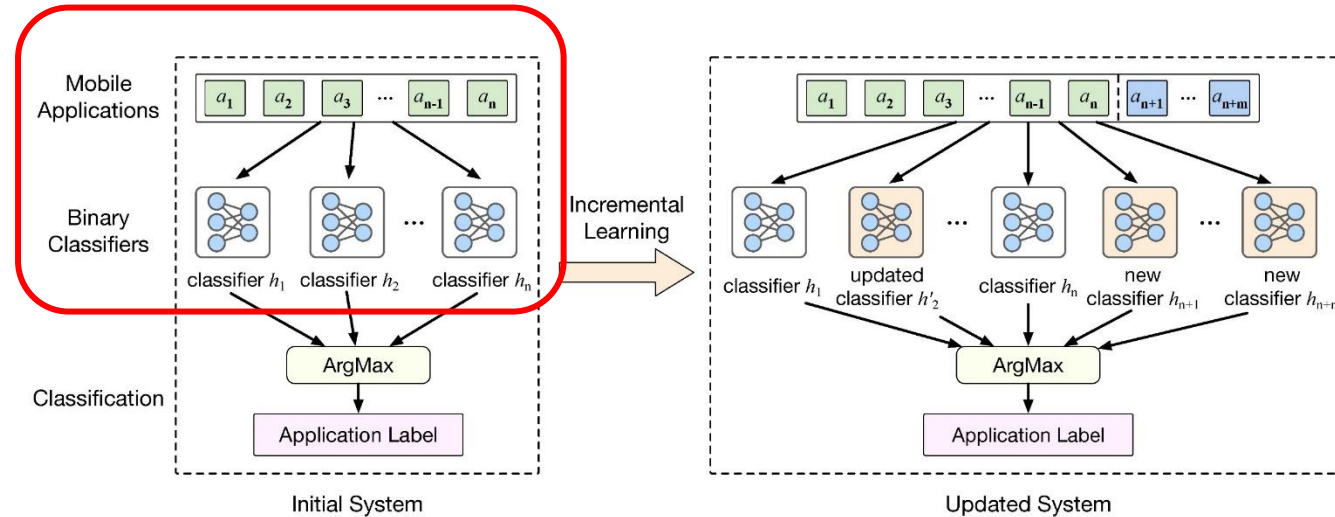 Mobile Applications
a1 a2 a3 ... an-1 an
a1 a2 a3 ... an-1 an an+1 ... an+m
Binary Classifiers
...
Incremental Learning
... ...
classifier h1 classifier h2 classifier hn
classifier h1 updated classifier h'2 classifier hn new classifier hn+1 new classifier hn+
ArgMax
ArgMax
Classification
Application Label
Application Label
Initial System
Updated System